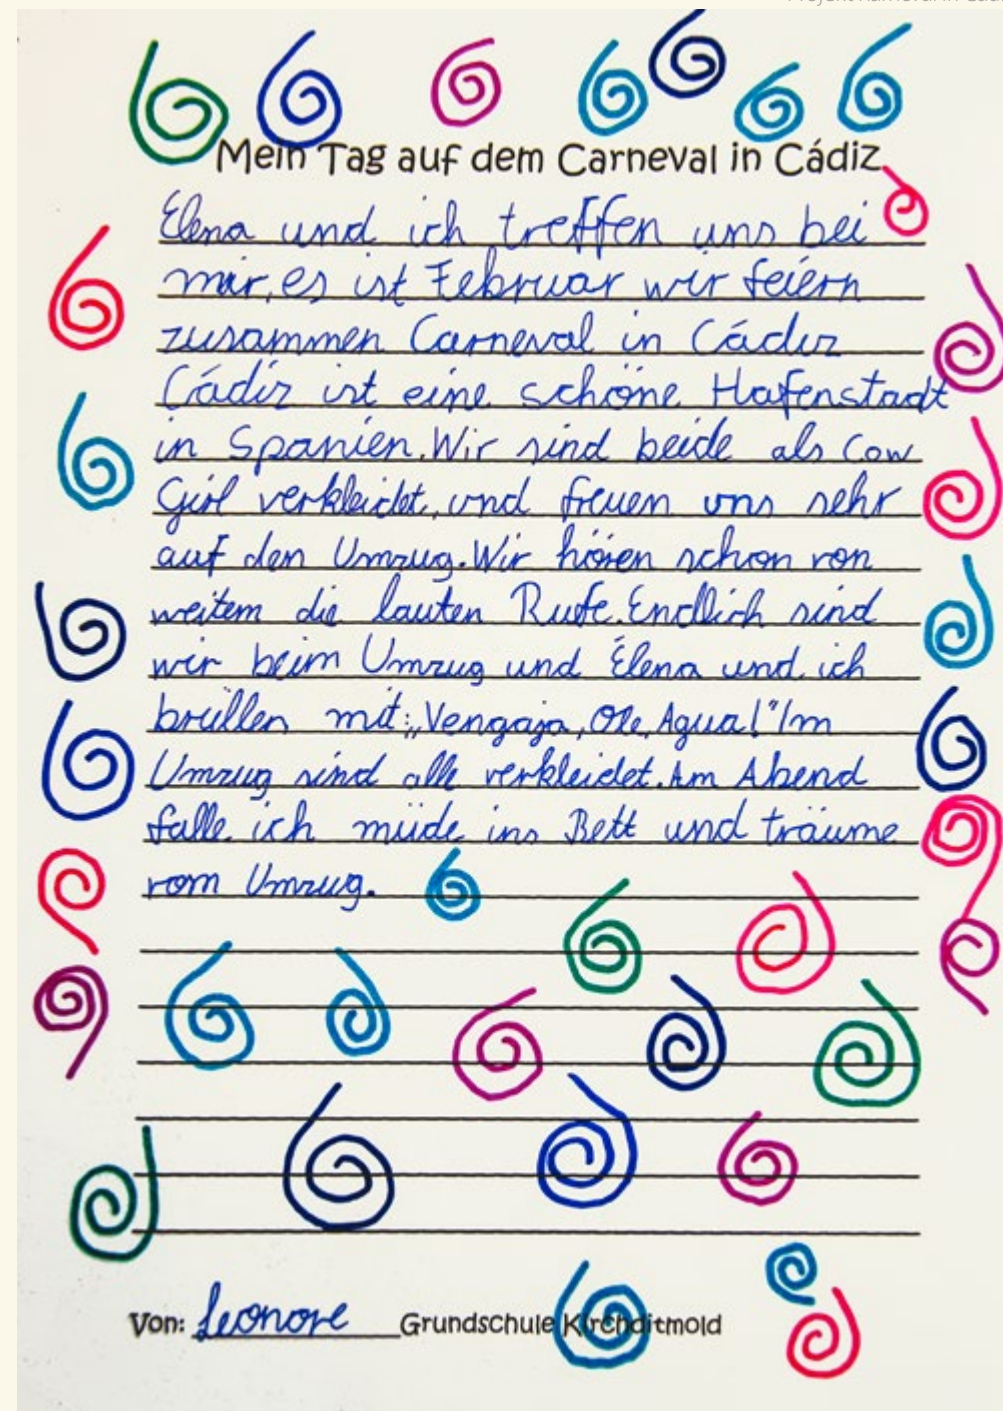 Mein Tag auf dem Carneval in Cádiz
Elena und ich treffen uns bei
mir, es ist Februar wir feiern
zusammen Carneval in Cádiz
Cádiz ist eine schöne Hafenstadt
in Spanien. Wir sind beide als Cow
Girl verkleidet, und freuen uns sehr
auf den Umzug. Wir hören schon von
weitem die lauten Rufe. Endlich sind
wir beim Umzug und Elena und ich
brüllen mit: „Vengaja, Ole, Agua!" Im
Umzug sind alle verkleidet. Am Abend
falle ich müde ins Bett und träume
vom Umzug.
Von: Leonore Grundschule Kirchditmold